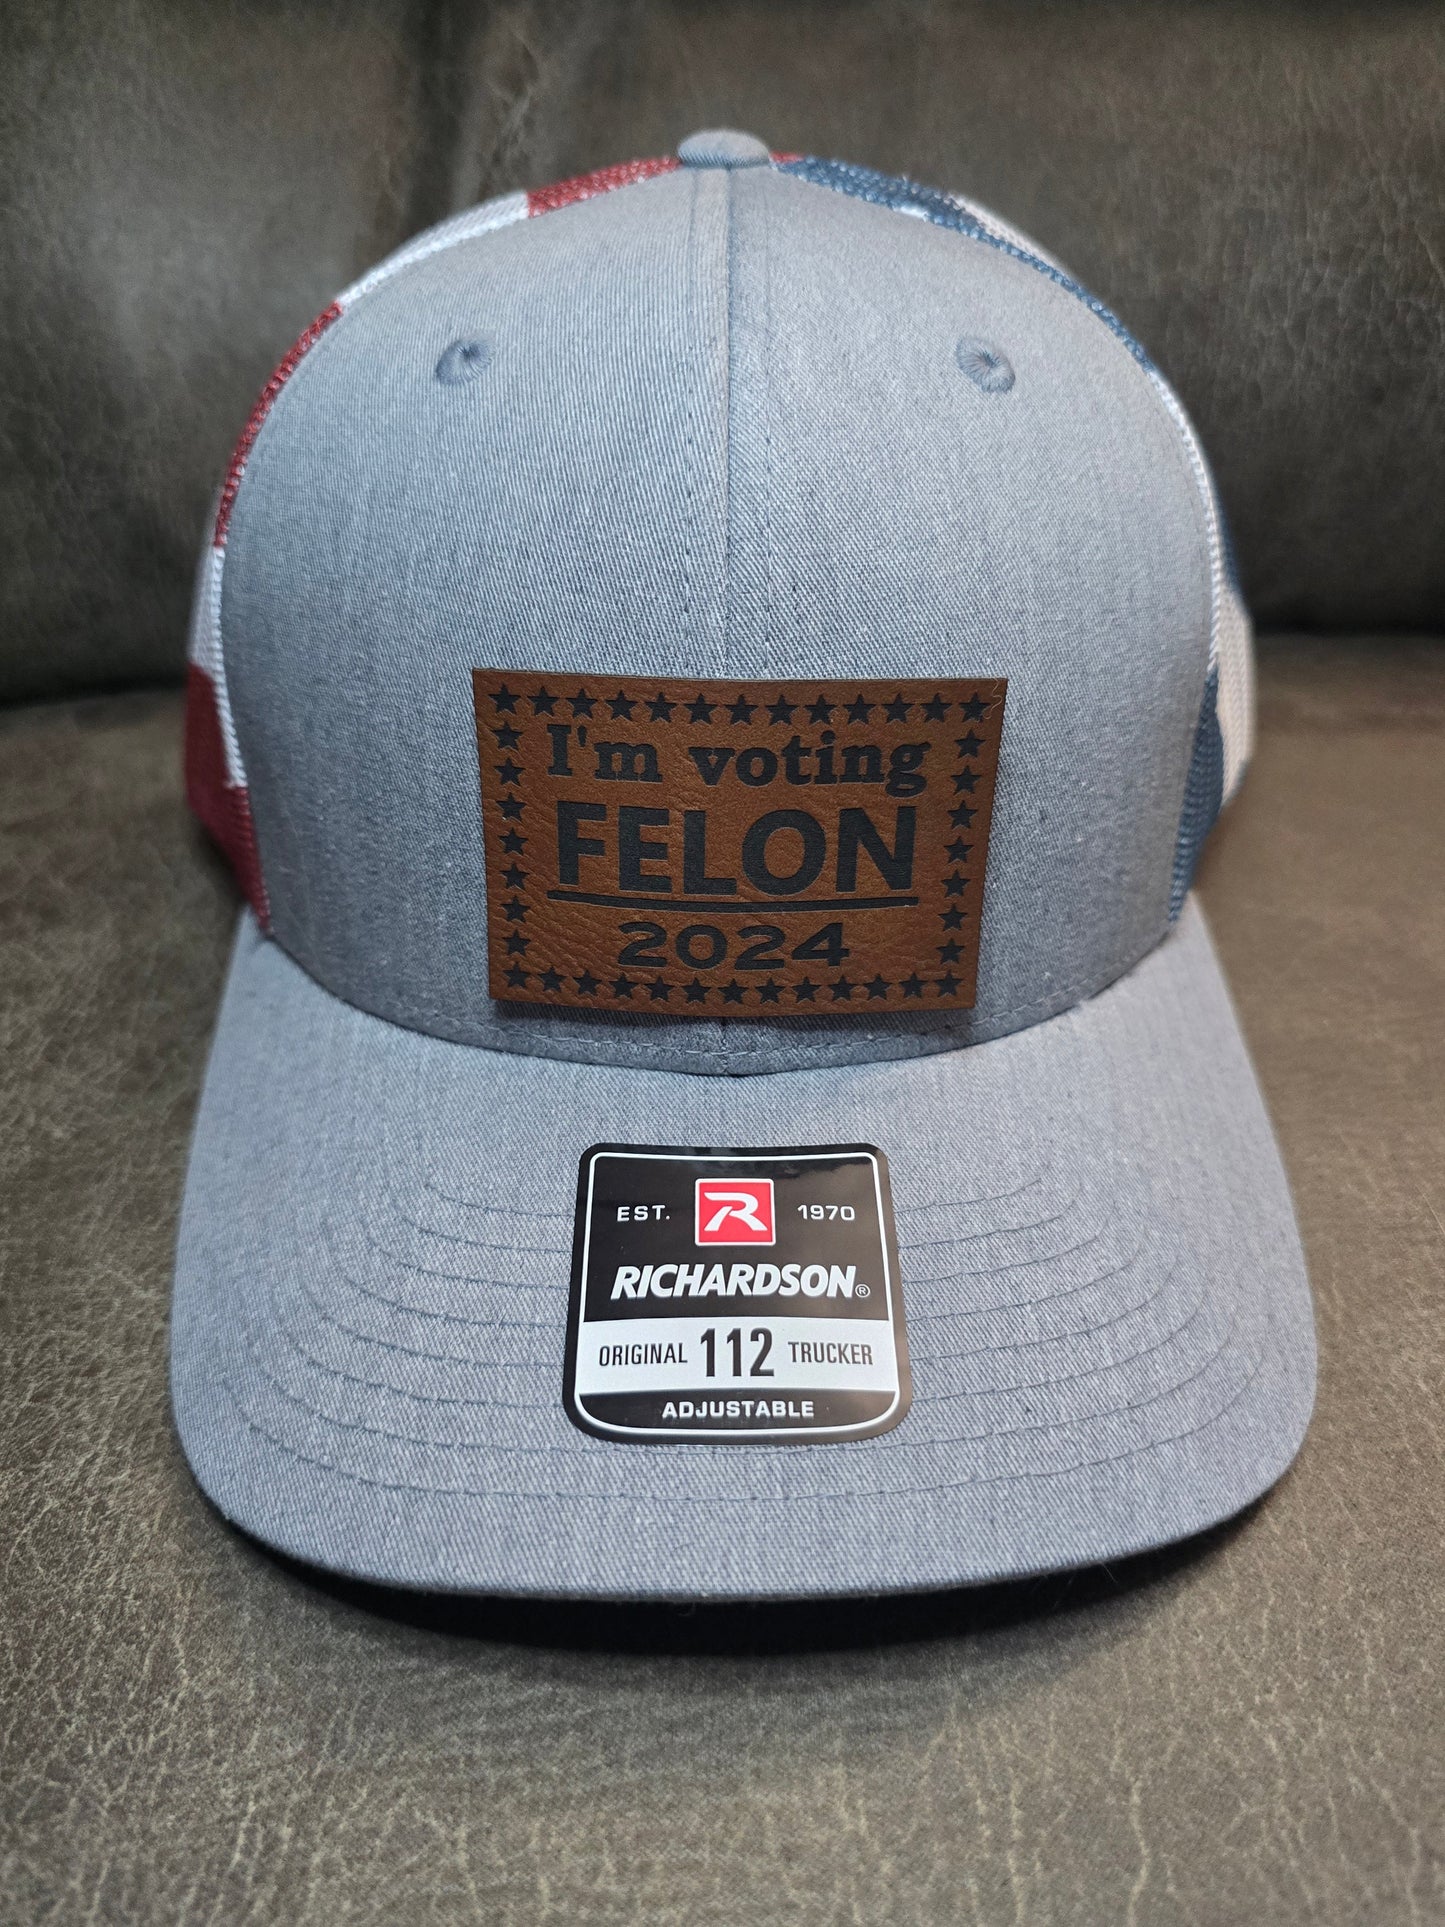 I'm voting
FELON
2024
EST. R 1970
RICHARDSON®
ORIGINAL 112 TRUCKER
ADJUSTABLE